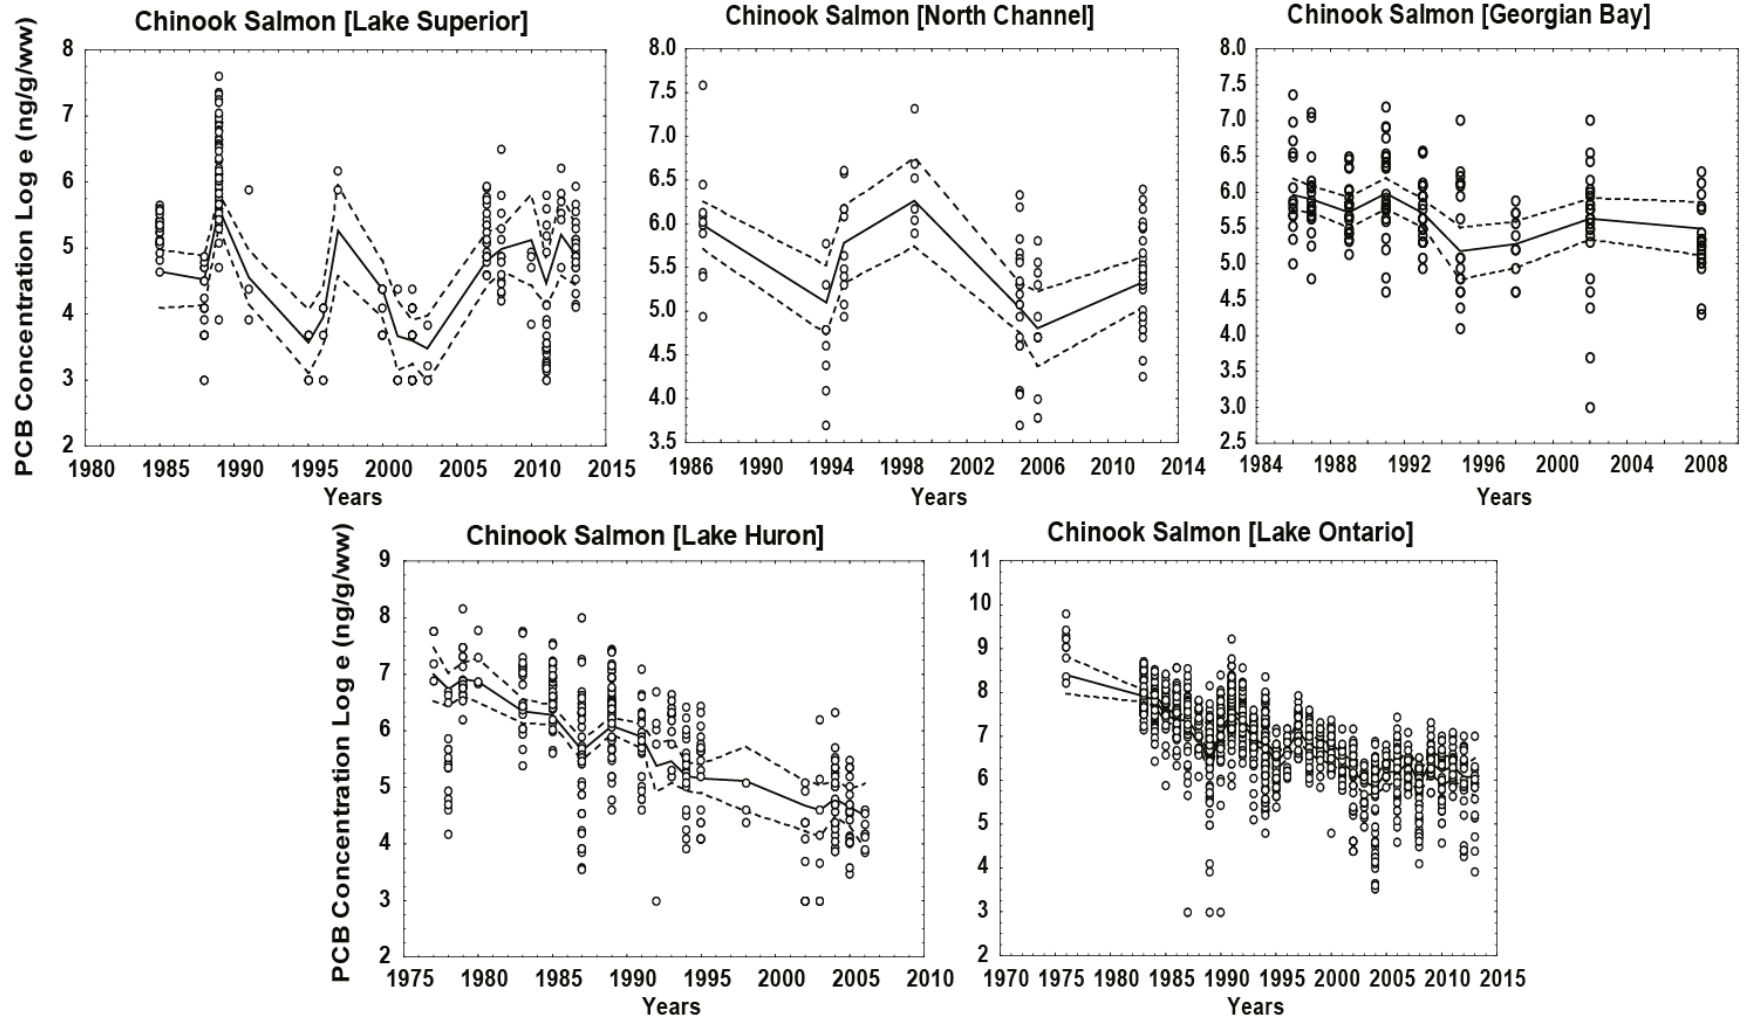 Chinook Salmon [Lake Superior]
PCB Concentration Log e (ng/g/ww)
8
7
6
5
4
3
2
1980 1985 1990 1995 2000 2005 2010 2015
Years
Chinook Salmon [North Channel]
8.0
7.5
7.0
6.5
6.0
5.5
5.0
4.5
4.0
3.5
1986 1990 1994 1998 2002 2006 2010 2014
Years
Chinook Salmon [Georgian Bay]
8.0
7.5
7.0
6.5
6.0
5.5
5.0
4.5
4.0
3.5
3.0
2.5
1984 1988 1992 1996 2000 2004 2008
Years
Chinook Salmon [Lake Huron]
PCB Concentration Log e (ng/g/ww)
9
8
7
6
5
4
3
2
1975 1980 1985 1990 1995 2000 2005 2010
Years
Chinook Salmon [Lake Ontario]
11
10
9
8
7
6
5
4
3
2
1970 1975 1980 1985 1990 1995 2000 2005 2010 2015
Years